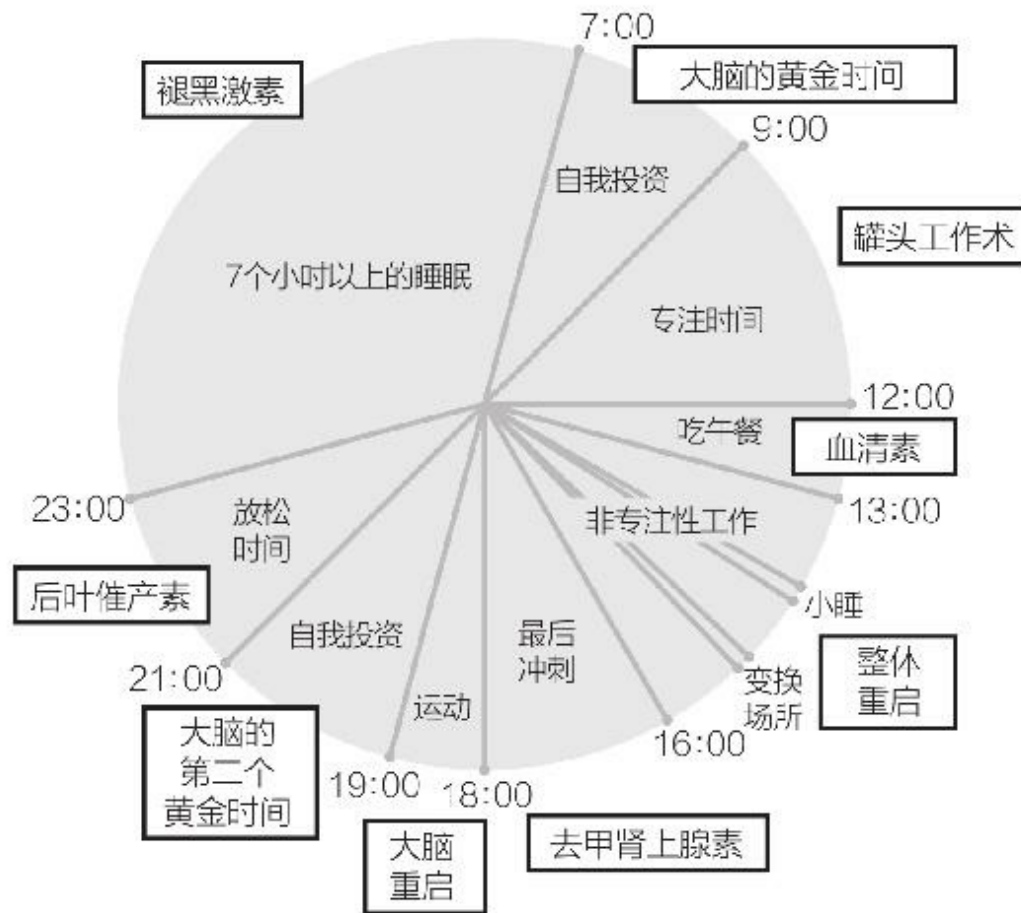 7:00
大脑的黄金时间
褪黑激素
9:00
自我投资
罐头工作术
7个小时以上的睡眠
专注时间
12:00
吃午餐
血清素
23:00
放松
时间
非专注性工作
13:00
后叶催产素
小睡
自我投资
最后
冲刺
整体
重启
21:00
运动
变换
场所
大脑的
第二个
黄金时间
16:00
19:00
18:00
大脑
重启
去甲肾上腺素